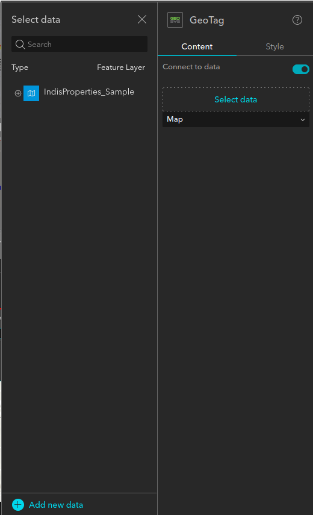 Select data
Search
Type Feature Layer
IndisProperties_Sample
Add new data
GeoTag
Content Style
Connect to data
Select data
Map